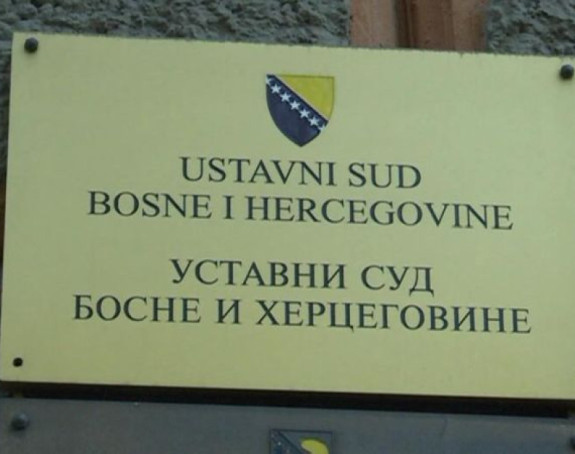 USTAVNI SUD
BOSNE I HERCEGOVINE
УСТАВНИ СУД
БОСНЕ И ХЕРЦЕГОВИНЕ